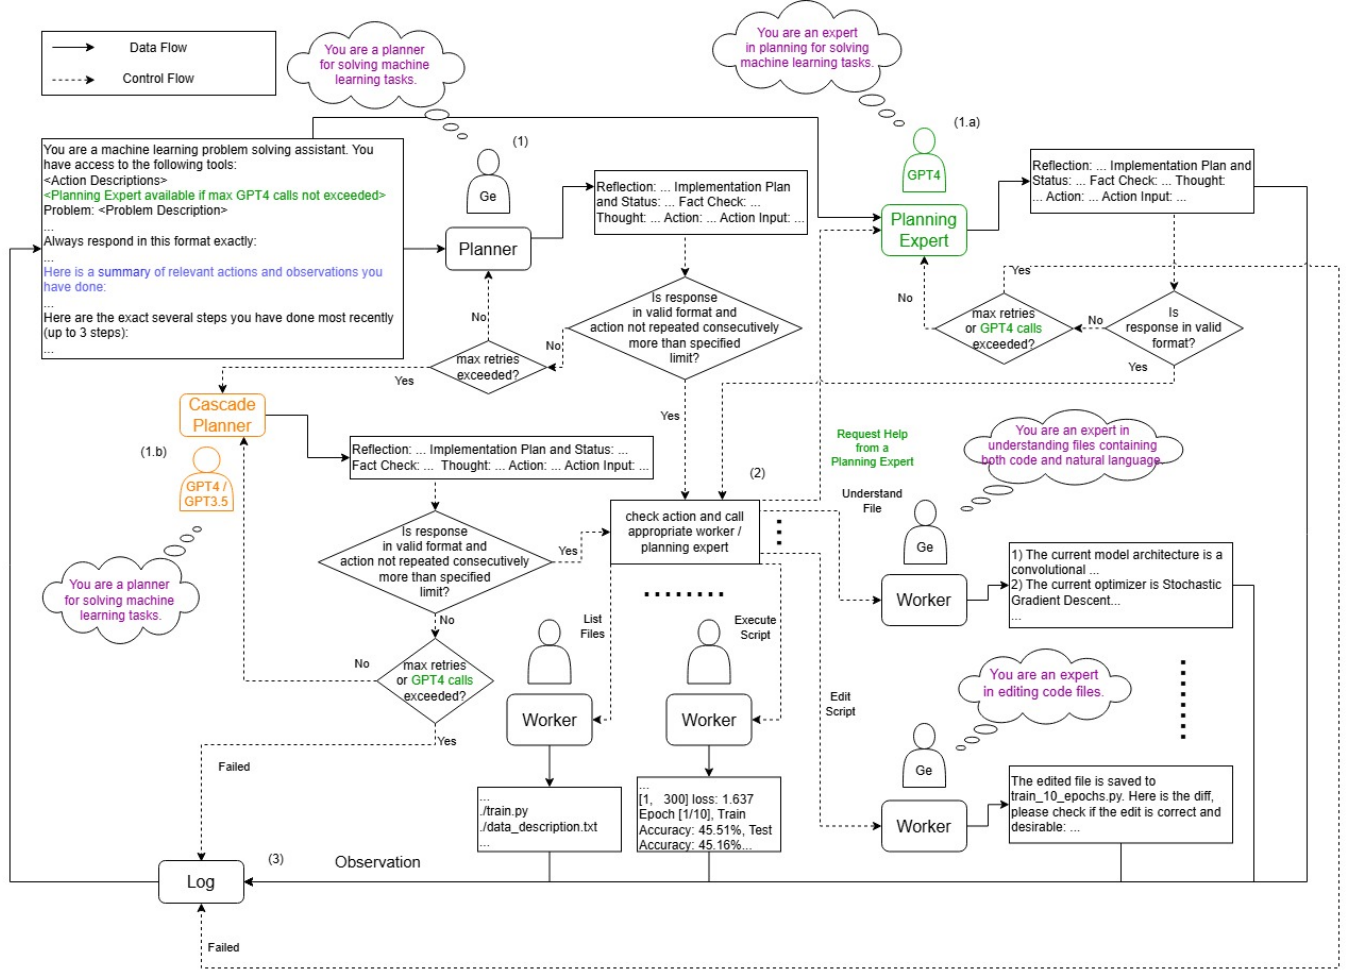 Data Flow
Control Flow
You are a planner
for solving machine
learning tasks.
You are an expert
in planning for solving
machine learning tasks.
(1)
Ge
(1.a)
GPT4
You are a machine learning problem solving assistant. You
have access to the following tools:
<Action Descriptions>
<Planning Expert available if max GPT4 calls not exceeded>
Problem: <Problem Description>
...
Always respond in this format exactly:
...
Here is a summary of relevant actions and observations you
have done:
...
Here are the exact several steps you have done most recently
(up to 3 steps):
...
Planner
Reflection: ... Implementation Plan
and Status: ... Fact Check: ...
Thought: ... Action: ... Action Input: ...
Planning
Expert
Reflection: ... Implementation Plan and
Status: ... Fact Check: ... Thought:
... Action: ... Action Input: ...
Is response
in valid format and
action not repeated consecutively
more than specified
limit?
No
No
max retries
exceeded?
Yes
Yes
Yes
No
max retries
or GPT4 calls
exceeded?
No
Is
response in valid
format?
Yes
Cascade
Planner
(1.b)
GPT4 /
GPT3.5
You are a planner
for solving machine
learning tasks.
Reflection: ... Implementation Plan and Status: ...
Fact Check: ... Thought: ... Action: ... Action Input: ...
Is response
in valid format and
action not repeated consecutively
more than specified
limit?
Yes
No
No
max retries
or GPT4 calls
exceeded?
Yes
Failed
(2)
check action and call
appropriate worker /
planning expert
Request Help
from a
Planning Expert
You are an expert in
understanding files containing
both code and natural language.
Understand
File
Ge
Worker
1) The current model architecture is a
convolutional ...
2) The current optimizer is Stochastic
Gradient Descent...
...
List
Files
Worker
...
./train.py
./data_description.txt
...
Execute
Script
Worker
...
[1, 300] loss: 1.637
Epoch [1/10], Train
Accuracy: 45.51%, Test
Accuracy: 45.16%...
You are an expert
in editing code files.
Edit
Script
Ge
Worker
The edited file is saved to
train_10_epochs.py. Here is the diff,
please check if the edit is correct and
desirable: ...
(3)
Observation
Log
Failed